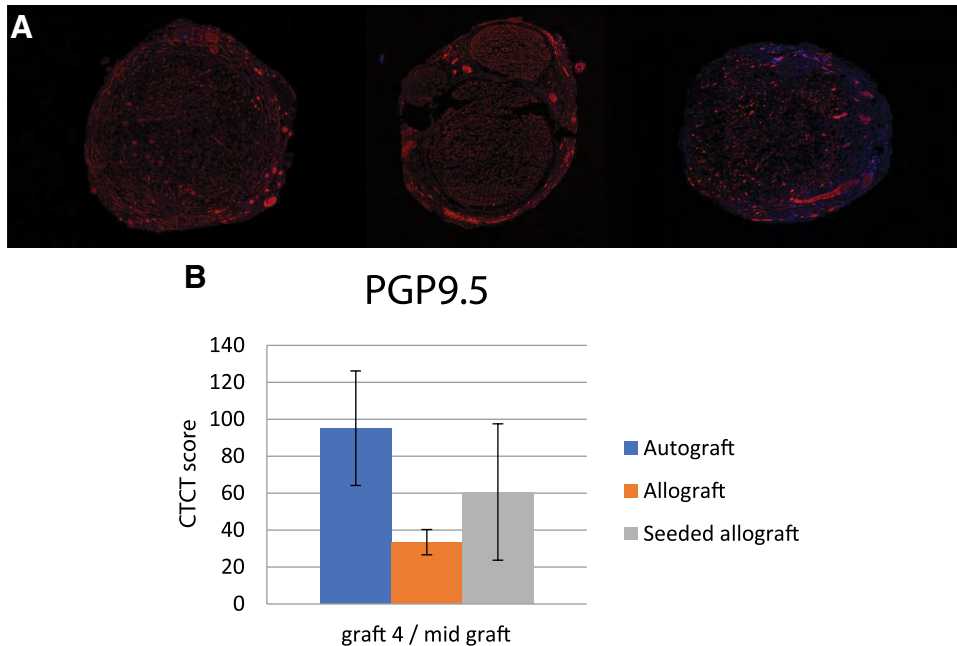 A
B
PGP9.5
140
120
100
80
60
40
20
0
CTCT score
graft 4 / mid graft
Autograft
Allograft
Seeded allograft